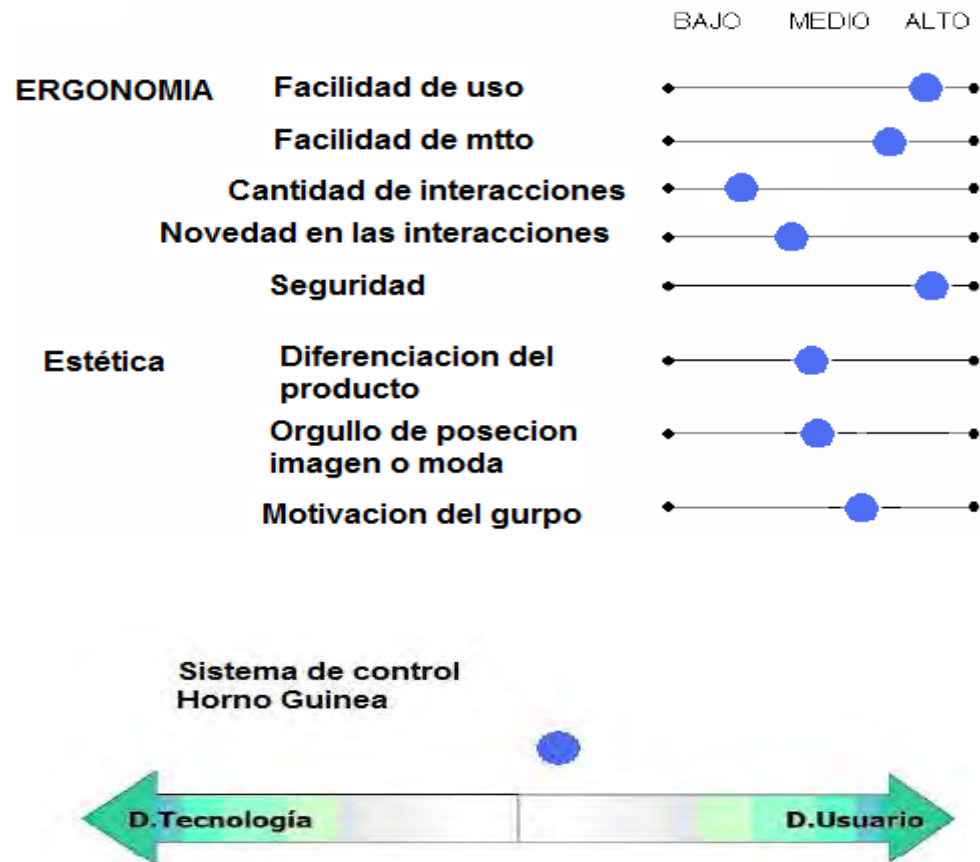 BAJO MEDIO ALTO
ERGONOMIA Facilidad de uso
Facilidad de mtto
Cantidad de interacciones
Novedad en las interacciones
Seguridad
Estética Diferenciacion del
producto
Orgullo de posecion
imagen o moda
Motivacion del gurpo
Sistema de control
Horno Guinea
D.Tecnología D.Usuario